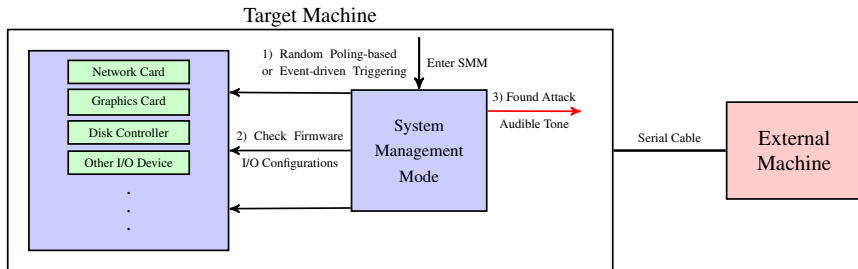 Target Machine
1) Random Poling-based
or Event-driven Triggering
Enter SMM
Network Card
Graphics Card
Disk Controller
Other I/O Device
.
.
.
2) Check Firmware
I/O Configurations
System
Management
Mode
3) Found Attack
Audible Tone
Serial Cable
External
Machine